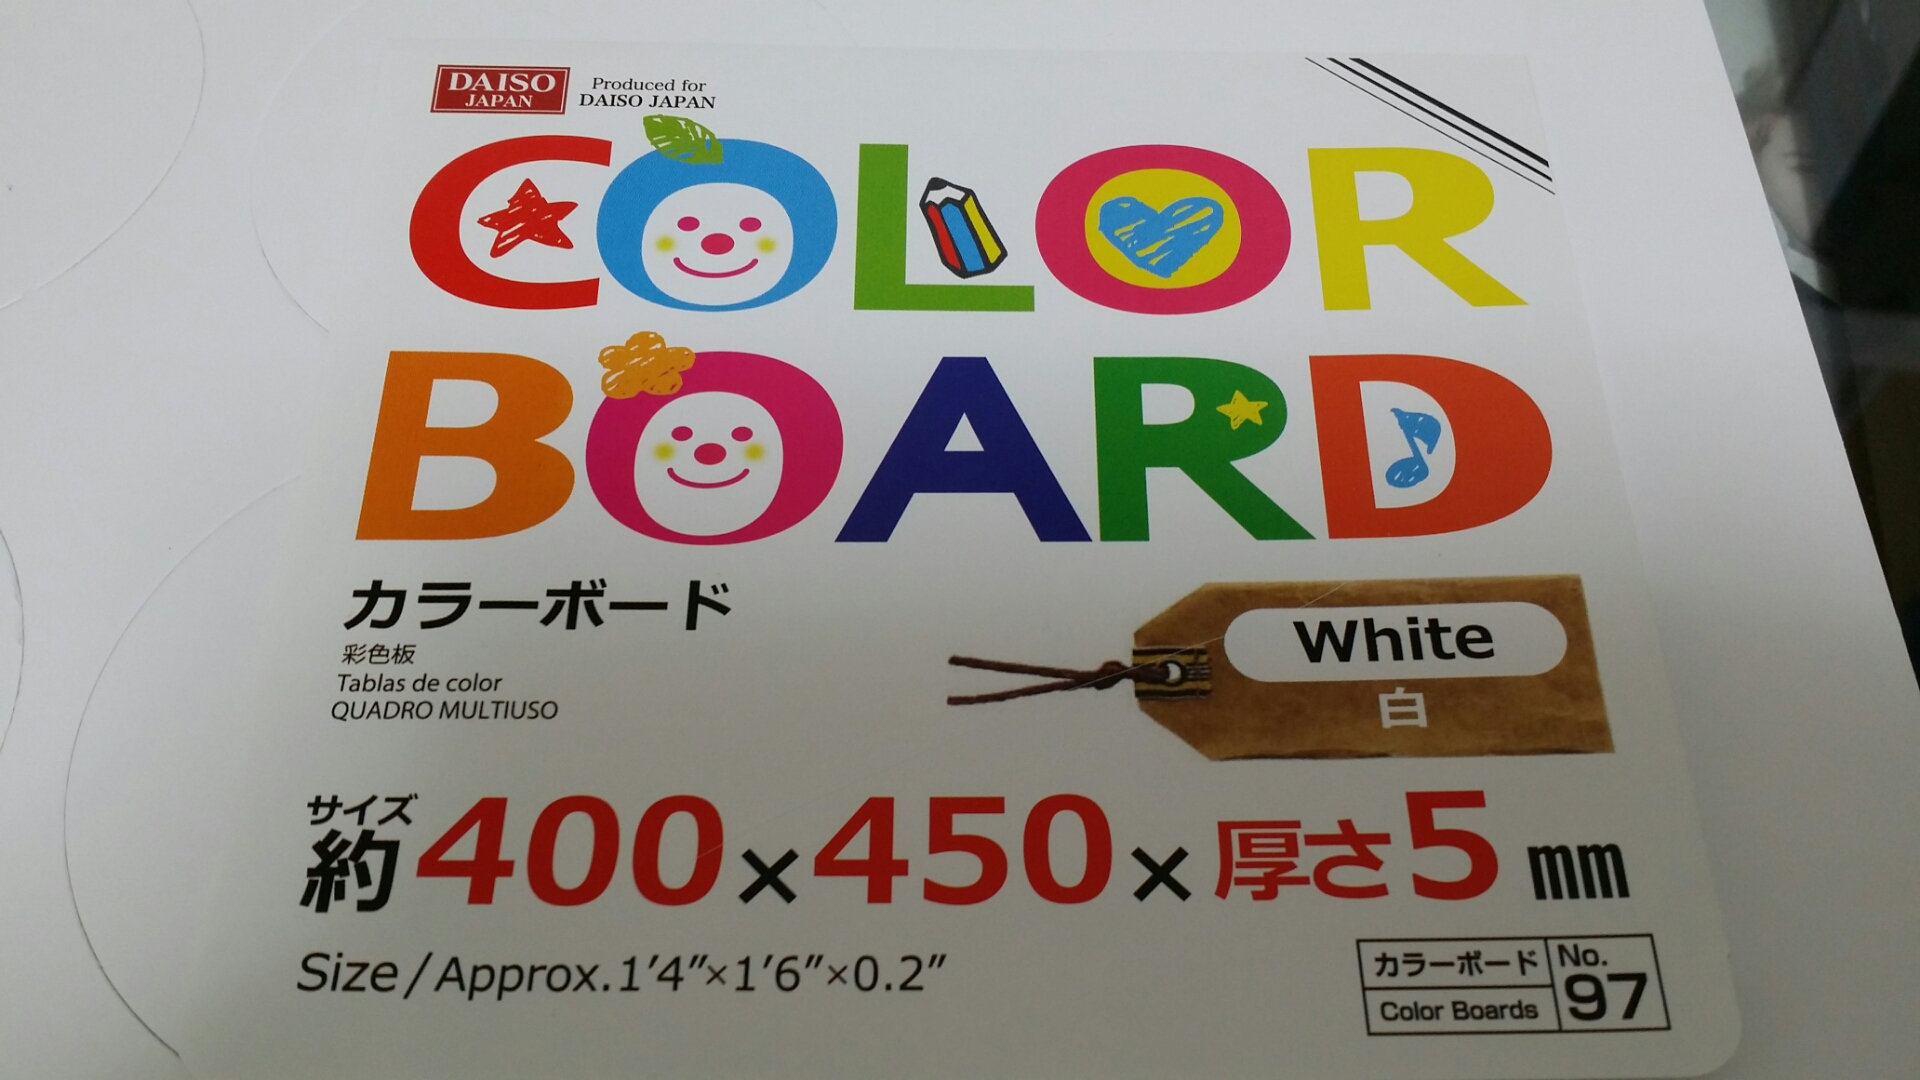 DAISO
JAPAN
Produced for
DAISO JAPAN
COLOR
BOARD
カラーボード
彩色板
Tablas de color
QUADRO MULTIUSO
White
白
サイズ
約400×450×厚さ5mm
Size/Approx.1'4"×1'6"×0.2"
カラーボード
Color Boards
No.
97